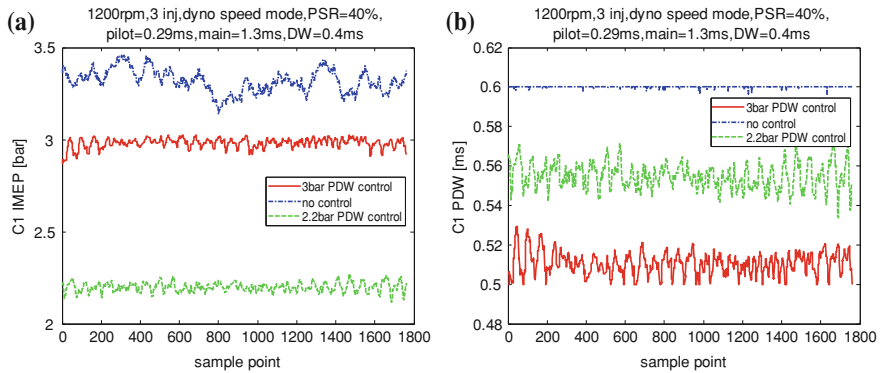 (a)
1200rpm,3 inj,dyno speed mode,PSR=40%,
pilot=0.29ms,main=1.3ms,DW=0.4ms
3.5
3
2.5
2
C1 IMEP [bar]
3bar PDW control
no control
2.2bar PDW control
0 200 400 600 800 1000 1200 1400 1600 1800
sample point
(b)
1200rpm,3 inj,dyno speed mode,PSR=40%,
pilot=0.29ms,main=1.3ms,DW=0.4ms
0.62
0.6
0.58
0.56
0.54
0.52
0.5
0.48
C1 PDW [ms]
3bar PDW control
no control
2.2bar PDW control
0 200 400 600 800 1000 1200 1400 1600 1800
sample point